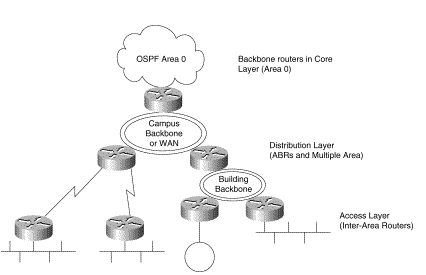 OSPF Area 0
Backbone routers in Core
Layer (Area 0)
Campus
Backbone
or WAN
Distribution Layer
(ABRs and Multiple Area)
Building
Backbone
Access Layer
(Inter-Area Routers)